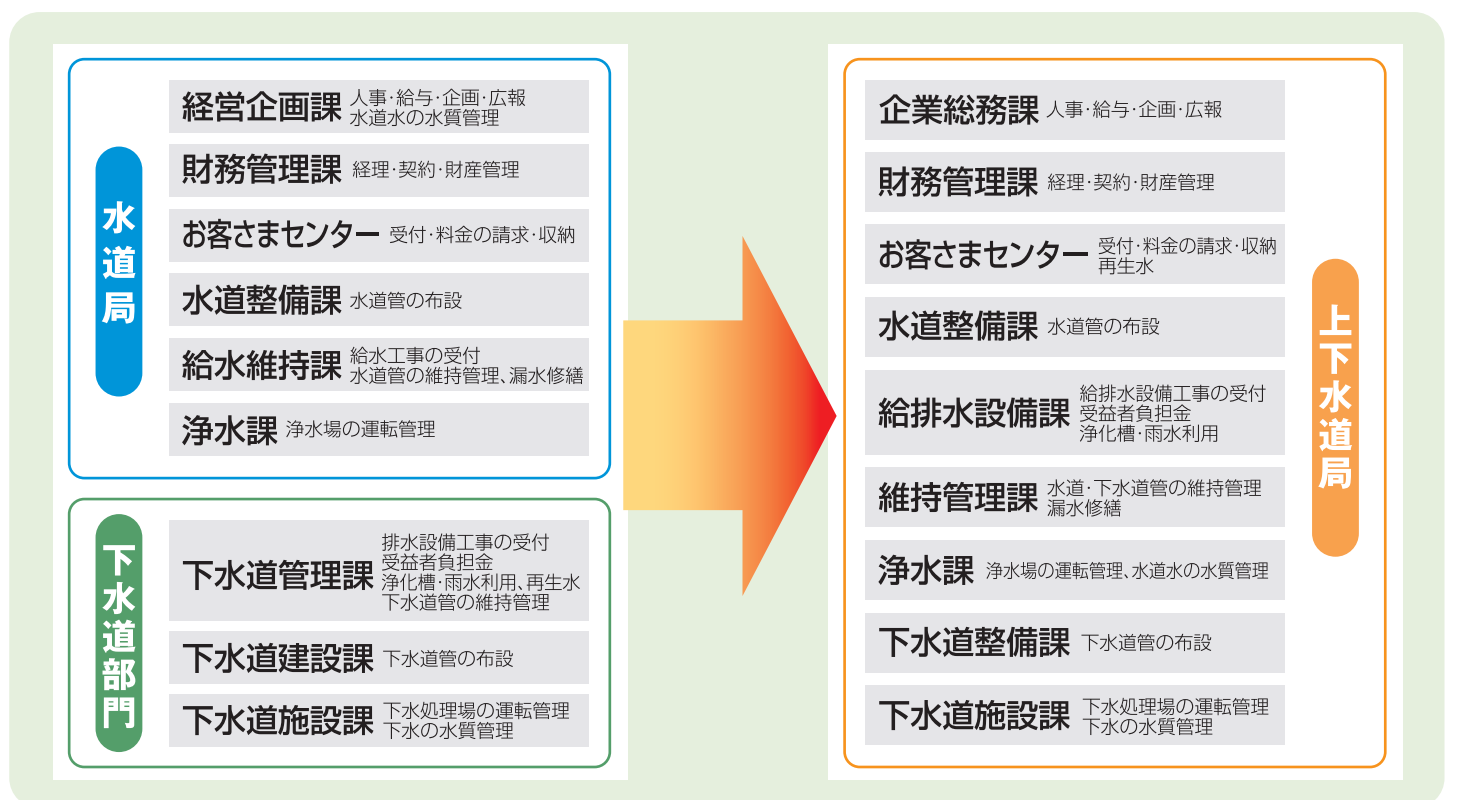 水道局
経営企画課 人事・給与・企画・広報
水道水の水質管理
財務管理課 経理・契約・財産管理
お客さまセンター 受付・料金の請求・収納
水道整備課 水道管の布設
給水維持課 給水工事の受付
水道管の維持管理、漏水修繕
浄水課 浄水場の運転管理
下水道部門
下水道管理課 排水設備工事の受付
受益者負担金
浄化槽・雨水利用、再生水
下水道管の維持管理
下水道建設課 下水道管の布設
下水道施設課 下水処理場の運転管理
下水の水質管理
上下水道局
企業総務課 人事・給与・企画・広報
財務管理課 経理・契約・財産管理
お客さまセンター 受付・料金の請求・収納
再生水
水道整備課 水道管の布設
給排水設備課 給排水設備工事の受付
受益者負担金
浄化槽・雨水利用
維持管理課 水道・下水道管の維持管理
漏水修繕
浄水課 浄水場の運転管理、水道水の水質管理
下水道整備課 下水道管の布設
下水道施設課 下水処理場の運転管理
下水の水質管理